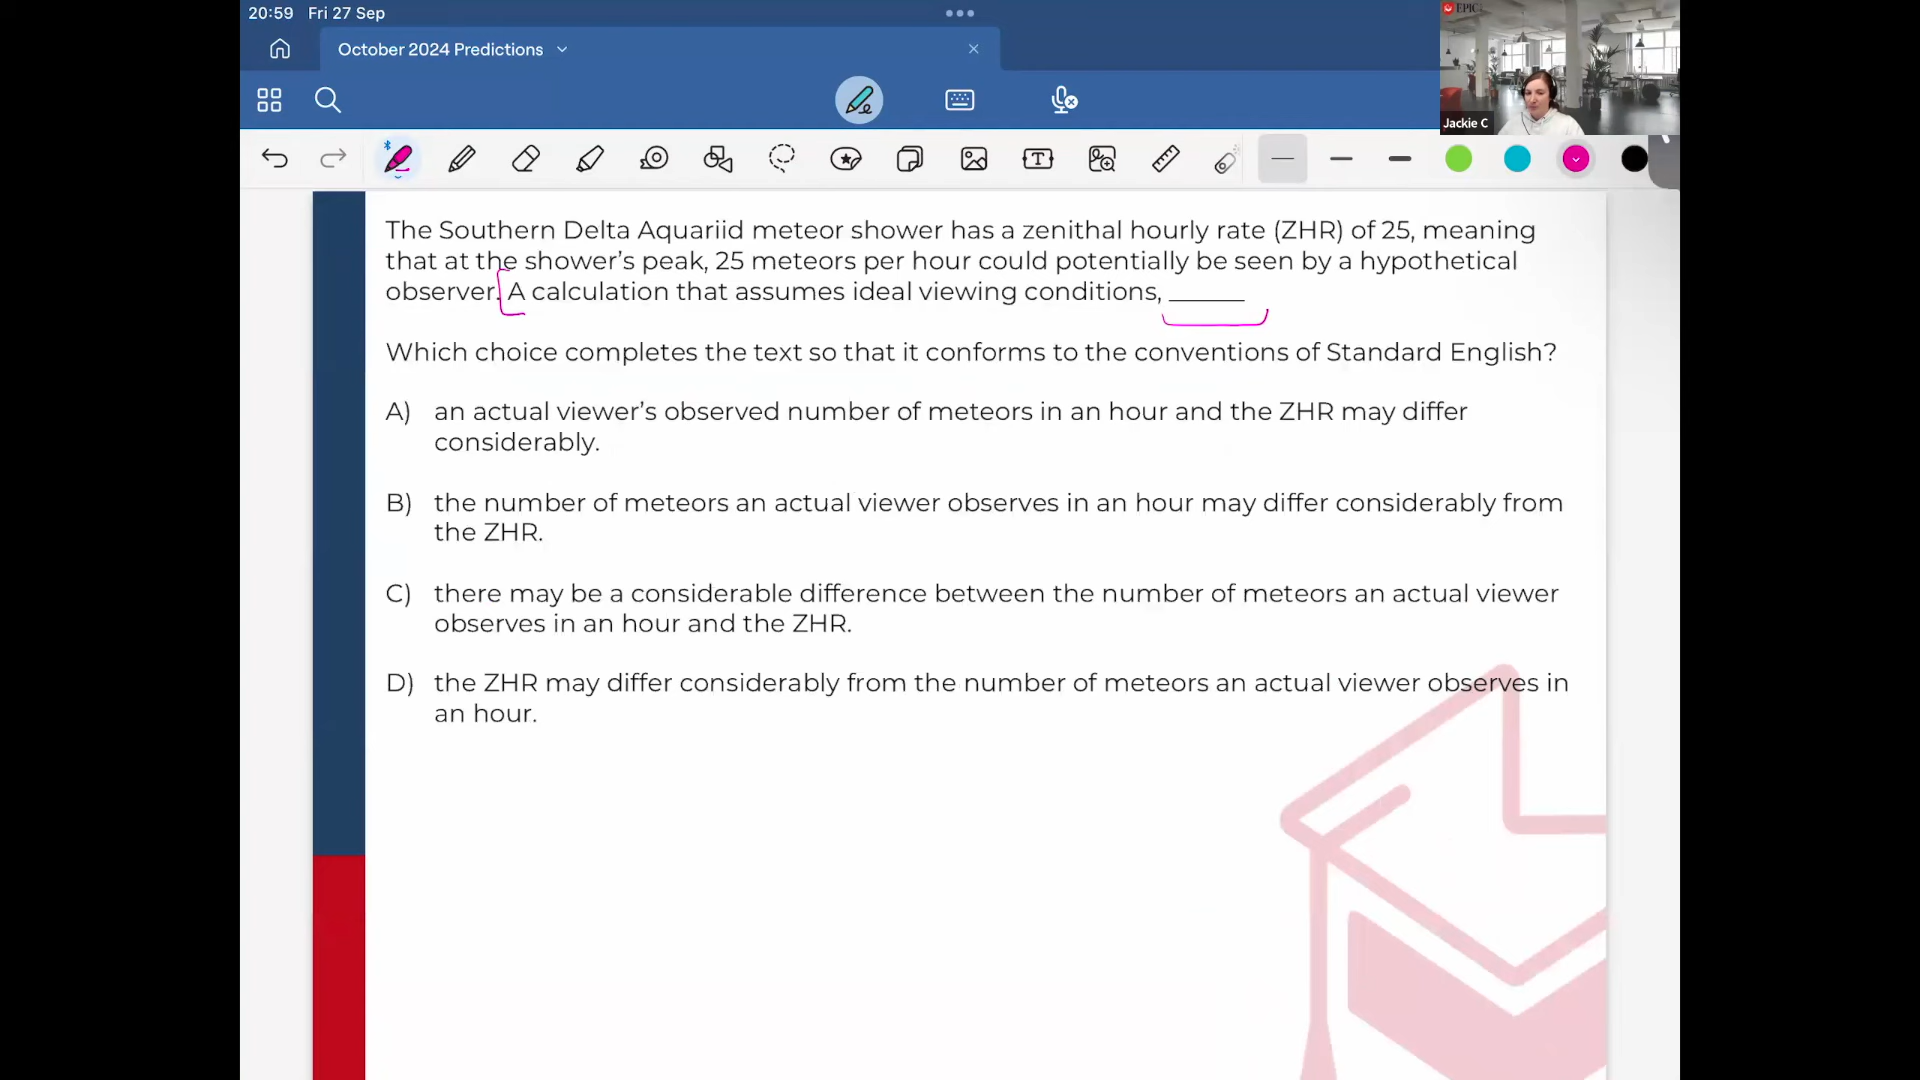 20:59 Fri 27 Sep
EPIC
October 2024 Predictions
Jackie C
The Southern Delta Aquariid meteor shower has a zenithal hourly rate (ZHR) of 25, meaning
that at the shower’s peak, 25 meteors per hour could potentially be seen by a hypothetical
observer. A calculation that assumes ideal viewing conditions, ______
Which choice completes the text so that it conforms to the conventions of Standard English?
A) an actual viewer’s observed number of meteors in an hour and the ZHR may differ
considerably.
B) the number of meteors an actual viewer observes in an hour may differ considerably from
the ZHR.
C) there may be a considerable difference between the number of meteors an actual viewer
observes in an hour and the ZHR.
D) the ZHR may differ considerably from the number of meteors an actual viewer observes in
an hour.